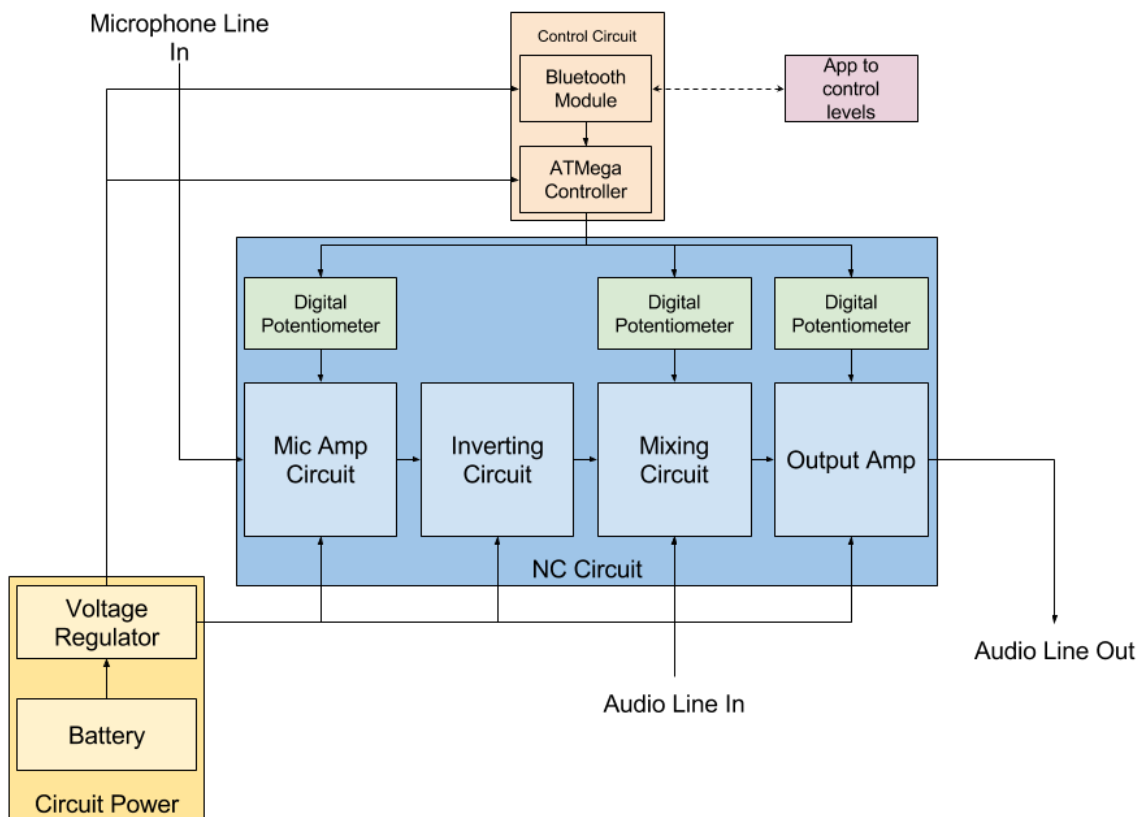 Microphone Line
In
Control Circuit
Bluetooth
Module
App to
control
levels
ATMega
Controller
Digital
Potentiometer
Digital
Potentiometer
Digital
Potentiometer
Mic Amp
Circuit
Inverting
Circuit
Mixing
Circuit
Output Amp
NC Circuit
Voltage
Regulator
Audio Line Out
Audio Line In
Battery
Circuit Power